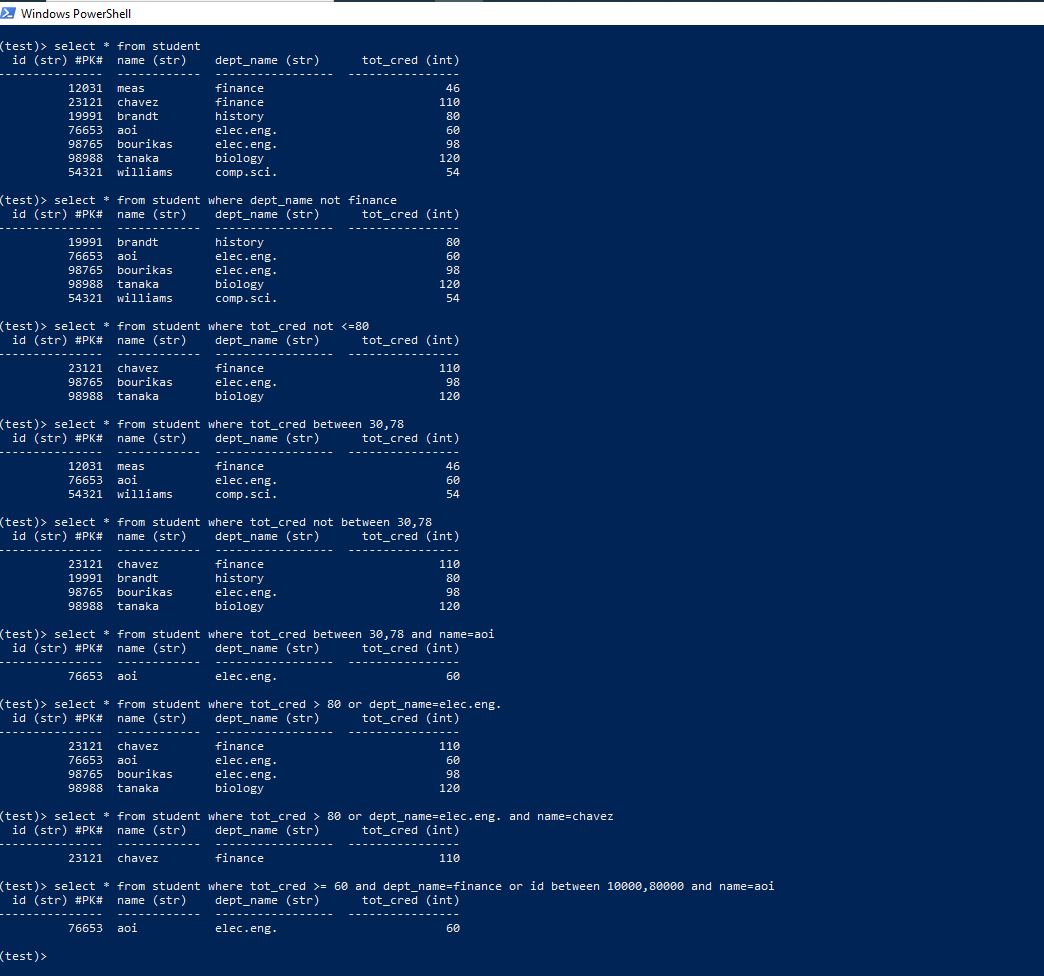 Windows PowerShell
(test)> select * from student
id (str) #PK# name (str) dept_name (str) tot_cred (int)
--------------- ------------ ----------------- ----------------
12031 meas finance 46
23121 chavez finance 110
19991 brandt history 80
76653 aoi elec.eng. 60
98765 bourikas elec.eng. 98
98988 tanaka biology 120
54321 williams comp.sci. 54
(test)> select * from student where dept_name not finance
id (str) #PK# name (str) dept_name (str) tot_cred (int)
--------------- ------------ ----------------- ----------------
19991 brandt history 80
76653 aoi elec.eng. 60
98765 bourikas elec.eng. 98
98988 tanaka biology 120
54321 williams comp.sci. 54
(test)> select * from student where tot_cred not <=80
id (str) #PK# name (str) dept_name (str) tot_cred (int)
--------------- ------------ ----------------- ----------------
23121 chavez finance 110
98765 bourikas elec.eng. 98
98988 tanaka biology 120
(test)> select * from student where tot_cred between 30,78
id (str) #PK# name (str) dept_name (str) tot_cred (int)
--------------- ------------ ----------------- ----------------
12031 meas finance 46
76653 aoi elec.eng. 60
54321 williams comp.sci. 54
(test)> select * from student where tot_cred not between 30,78
id (str) #PK# name (str) dept_name (str) tot_cred (int)
--------------- ------------ ----------------- ----------------
23121 chavez finance 110
19991 brandt history 80
98765 bourikas elec.eng. 98
98988 tanaka biology 120
(test)> select * from student where tot_cred between 30,78 and name=aoi
id (str) #PK# name (str) dept_name (str) tot_cred (int)
--------------- ------------ ----------------- ----------------
76653 aoi elec.eng. 60
(test)> select * from student where tot_cred > 80 or dept_name=elec.eng.
id (str) #PK# name (str) dept_name (str) tot_cred (int)
--------------- ------------ ----------------- ----------------
23121 chavez finance 110
76653 aoi elec.eng. 60
98765 bourikas elec.eng. 98
98988 tanaka biology 120
(test)> select * from student where tot_cred > 80 or dept_name=elec.eng. and name=chavez
id (str) #PK# name (str) dept_name (str) tot_cred (int)
--------------- ------------ ----------------- ----------------
23121 chavez finance 110
(test)> select * from student where tot_cred >= 60 and dept_name=finance or id between 10000,80000 and name=aoi
id (str) #PK# name (str) dept_name (str) tot_cred (int)
--------------- ------------ ----------------- ----------------
76653 aoi elec.eng. 60
(test)>